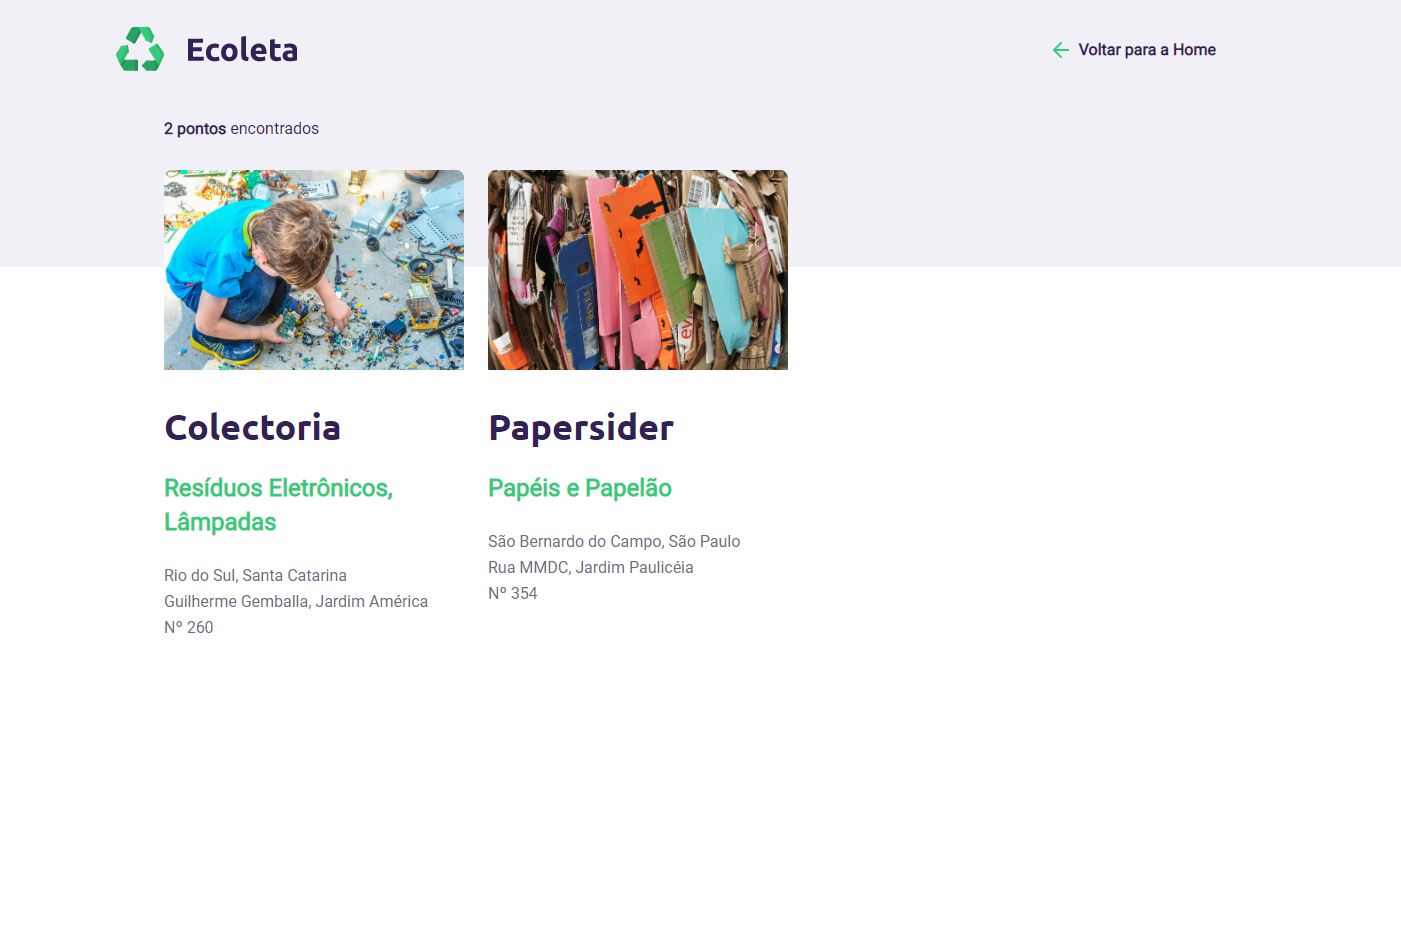 Ecoleta
Voltar para a Home
2 pontos encontrados
Colectoria
Resíduos Eletrônicos,
Lâmpadas
Rio do Sul, Santa Catarina
Guilherme Gemballa, Jardim América
Nº 260
Papersider
Papéis e Papelão
São Bernardo do Campo, São Paulo
Rua MMDC, Jardim Paulicéia
Nº 354